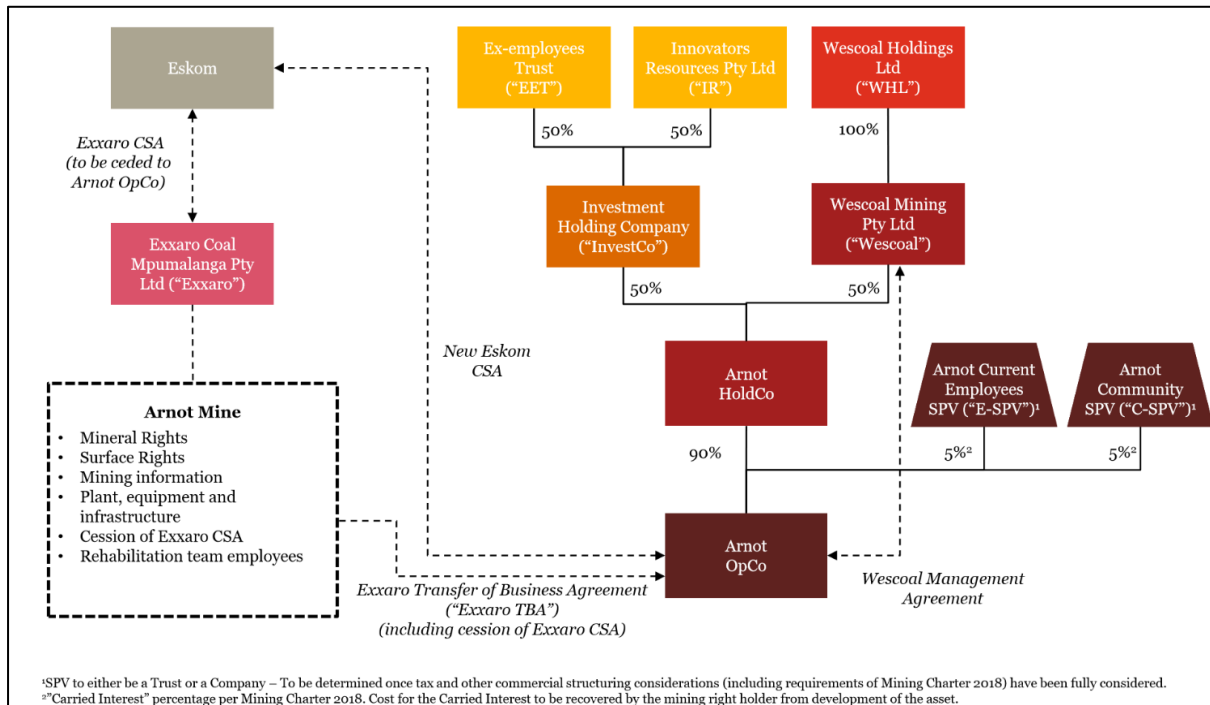 Eskom
Ex-employees
Trust
(“EET”)
Innovators
Resources Pty Ltd
(“IR”)
Wescoal Holdings
Ltd
(“WHL”)
50%
50%
100%
Exxaro CSA
(to be ceded to
Arnot OpCo)
Exxaro Coal
Mpumalanga Pty
Ltd (“Exxaro”)
Investment
Holding Company
(“InvestCo”)
Wescoal Mining
Pty Ltd
(“Wescoal”)
50%
50%
New Eskom
CSA
Arnot
HoldCo
Arnot Current
Employees
SPV (“E-SPV”)¹
Arnot
Community
SPV (“C-SPV”)¹
90%
5%²
5%²
Arnot Mine
• Mineral Rights
• Surface Rights
• Mining information
• Plant, equipment and
infrastructure
• Cession of Exxaro CSA
• Rehabilitation team employees
Arnot
OpCo
Exxaro Transfer of Business Agreement
(“Exxaro TBA”)
(including cession of Exxaro CSA)
Wescoal Management
Agreement
¹SPV to either be a Trust or a Company – To be determined once tax and other commercial structuring considerations (including requirements of Mining Charter 2018) have been fully considered.
²”Carried Interest” percentage per Mining Charter 2018. Cost for the Carried Interest to be recovered by the mining right holder from development of the asset.